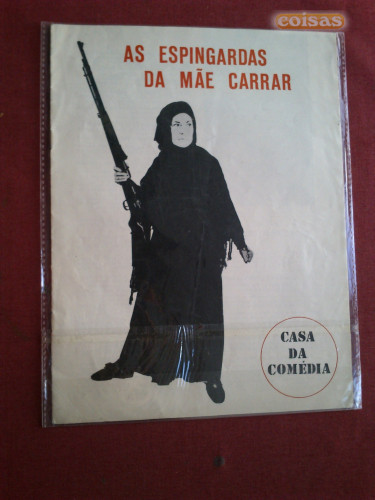 coisas
AS ESPINGARDAS
DA MÃE CARRAR
CASA
DA
COMÉDIA